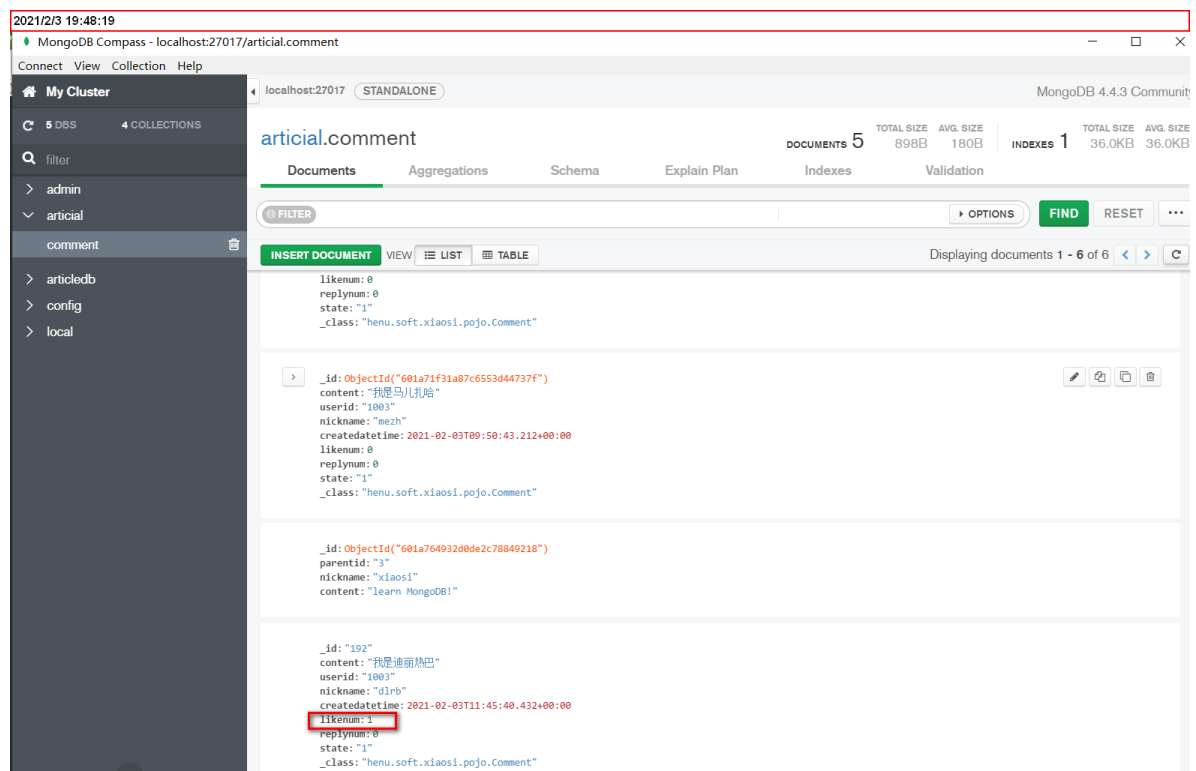 2021/2/3 19:48:19
MongoDB Compass - localhost:27017/articial.comment
Connect View Collection Help
My Cluster
localhost:27017 STANDALONE
MongoDB 4.4.3 Community
5 DBS 4 COLLECTIONS
filter
articial.comment
DOCUMENTS 5 TOTAL SIZE 898B AVG. SIZE 180B INDEXES 1 TOTAL SIZE 36.0KB AVG. SIZE 36.0KB
Documents Aggregations Schema Explain Plan Indexes Validation
admin
articial
comment
articledb
config
local
FILTER OPTIONS FIND RESET ...
INSERT DOCUMENT VIEW LIST TABLE Displaying documents 1 - 6 of 6
likenum: 0
replynum: 0
state: "1"
_class: "henu.soft.xiaosi.pojo.Comment"
_id: ObjectId("601a71f31a87c6553d44737f")
content: "我是马儿扎哈"
userid: "1003"
nickname: "mezh"
createdatetime: 2021-02-03T09:50:43.212+00:00
likenum: 0
replynum: 0
state: "1"
_class: "henu.soft.xiaosi.pojo.Comment"
_id: ObjectId("601a764932d0de2c78849218")
parentid: "3"
nickname: "xiaosi"
content: "learn MongoDB!"
_id: "192"
content: "我是迪丽热巴"
userid: "1003"
nickname: "dlrb"
createdatetime: 2021-02-03T11:45:40.432+00:00
likenum: 1
replynum: 0
state: "1"
_class: "henu.soft.xiaosi.pojo.Comment"